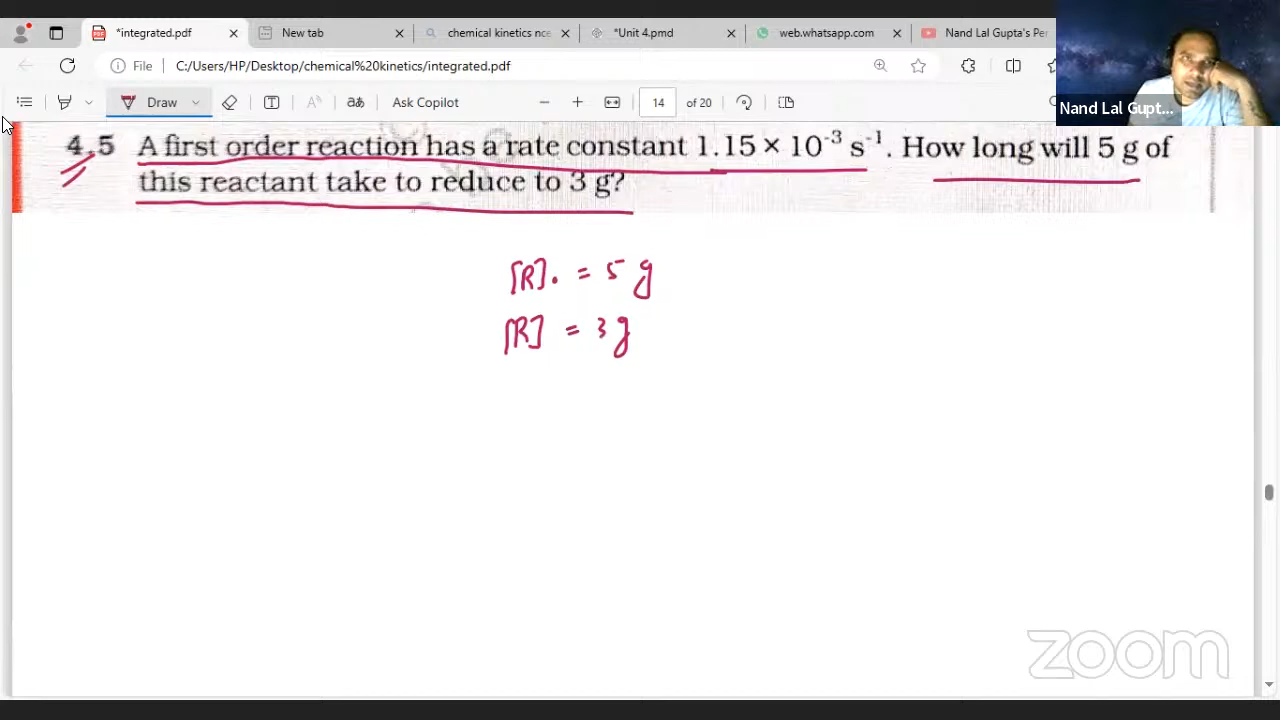 *integrated.pdf
New tab
chemical kinetics nce
*Unit 4.pmd
web.whatsapp.com
Nand Lal Gupta's Per
File
C:/Users/HP/Desktop/chemical%20kinetics/integrated.pdf
Draw
Ask Copilot
14 of 20
Nand Lal Gupt...
4.5 A first order reaction has a rate constant 1.15 × 10⁻³ s⁻¹. How long will 5 g of
this reactant take to reduce to 3 g?
[R]. = 5 g
[R] = 3 g
zoom